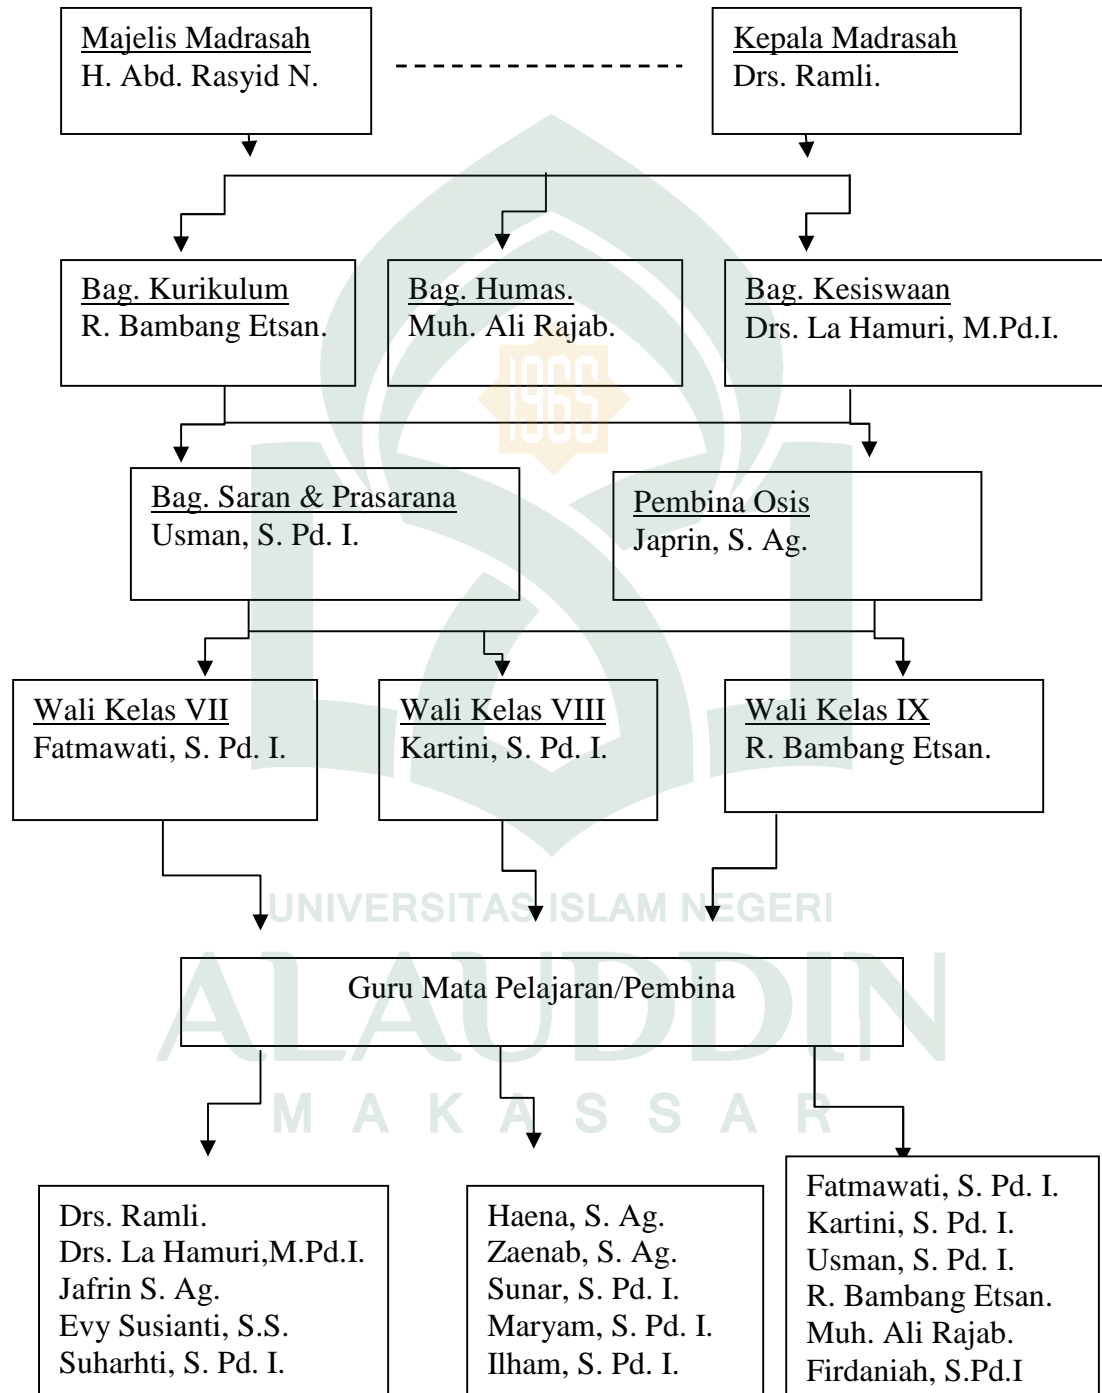 Majelis Madrasah
H. Abd. Rasyid N.
Kepala Madrasah
Drs. Ramli.
Bag. Kurikulum
R. Bambang Etsan.
Bag. Humas.
Muh. Ali Rajab.
Bag. Kesiswaan
Drs. La Hamuri, M.Pd.I.
1965
Bag. Saran & Prasarana
Usman, S. Pd. I.
Pembina Osis
Japrin, S. Ag.
Wali Kelas VII
Fatmawati, S. Pd. I.
Wali Kelas VIII
Kartini, S. Pd. I.
Wali Kelas IX
R. Bambang Etsan.
UNIVERSITAS ISLAM NEGERI
ALAUDDIN
MAKASSAR
Guru Mata Pelajaran/Pembina
Drs. Ramli.
Drs. La Hamuri,M.Pd.I.
Jafrin S. Ag.
Evy Susianti, S.S.
Suharhti, S. Pd. I.
Haena, S. Ag.
Zaenab, S. Ag.
Sunar, S. Pd. I.
Maryam, S. Pd. I.
Ilham, S. Pd. I.
Fatmawati, S. Pd. I.
Kartini, S. Pd. I.
Usman, S. Pd. I.
R. Bambang Etsan.
Muh. Ali Rajab.
Firdaniah, S.Pd.I